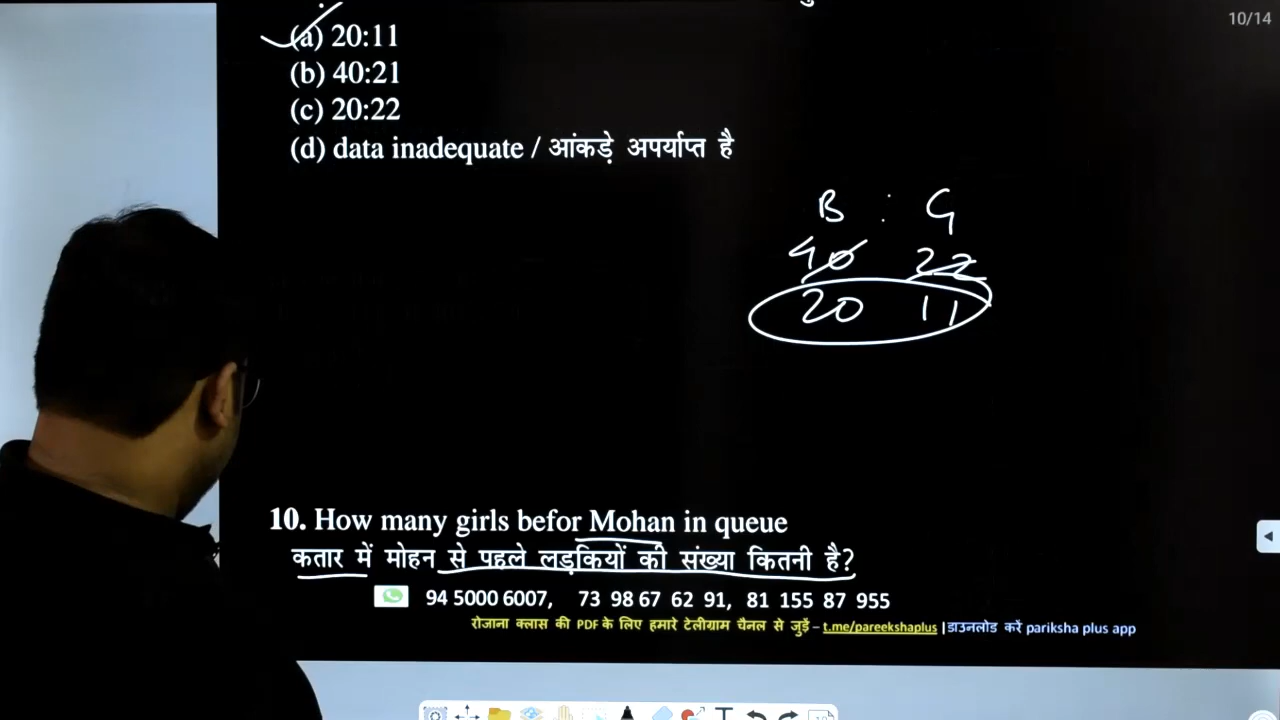 10/14
(a) 20:11
(b) 40:21
(c) 20:22
(d) data inadequate / आंकड़े अपर्याप्त है
B : G
40 22
20 11
10. How many girls befor Mohan in queue
कतार में मोहन से पहले लड़कियों की संख्या कितनी है?
94 5000 6007, 73 98 67 62 91, 81 155 87 955
रोजाना क्लास की PDF के लिए हमारे टेलीग्राम चैनल से जुड़ें – t.me/pareekshaplus | डाउनलोड करें pariksha plus app